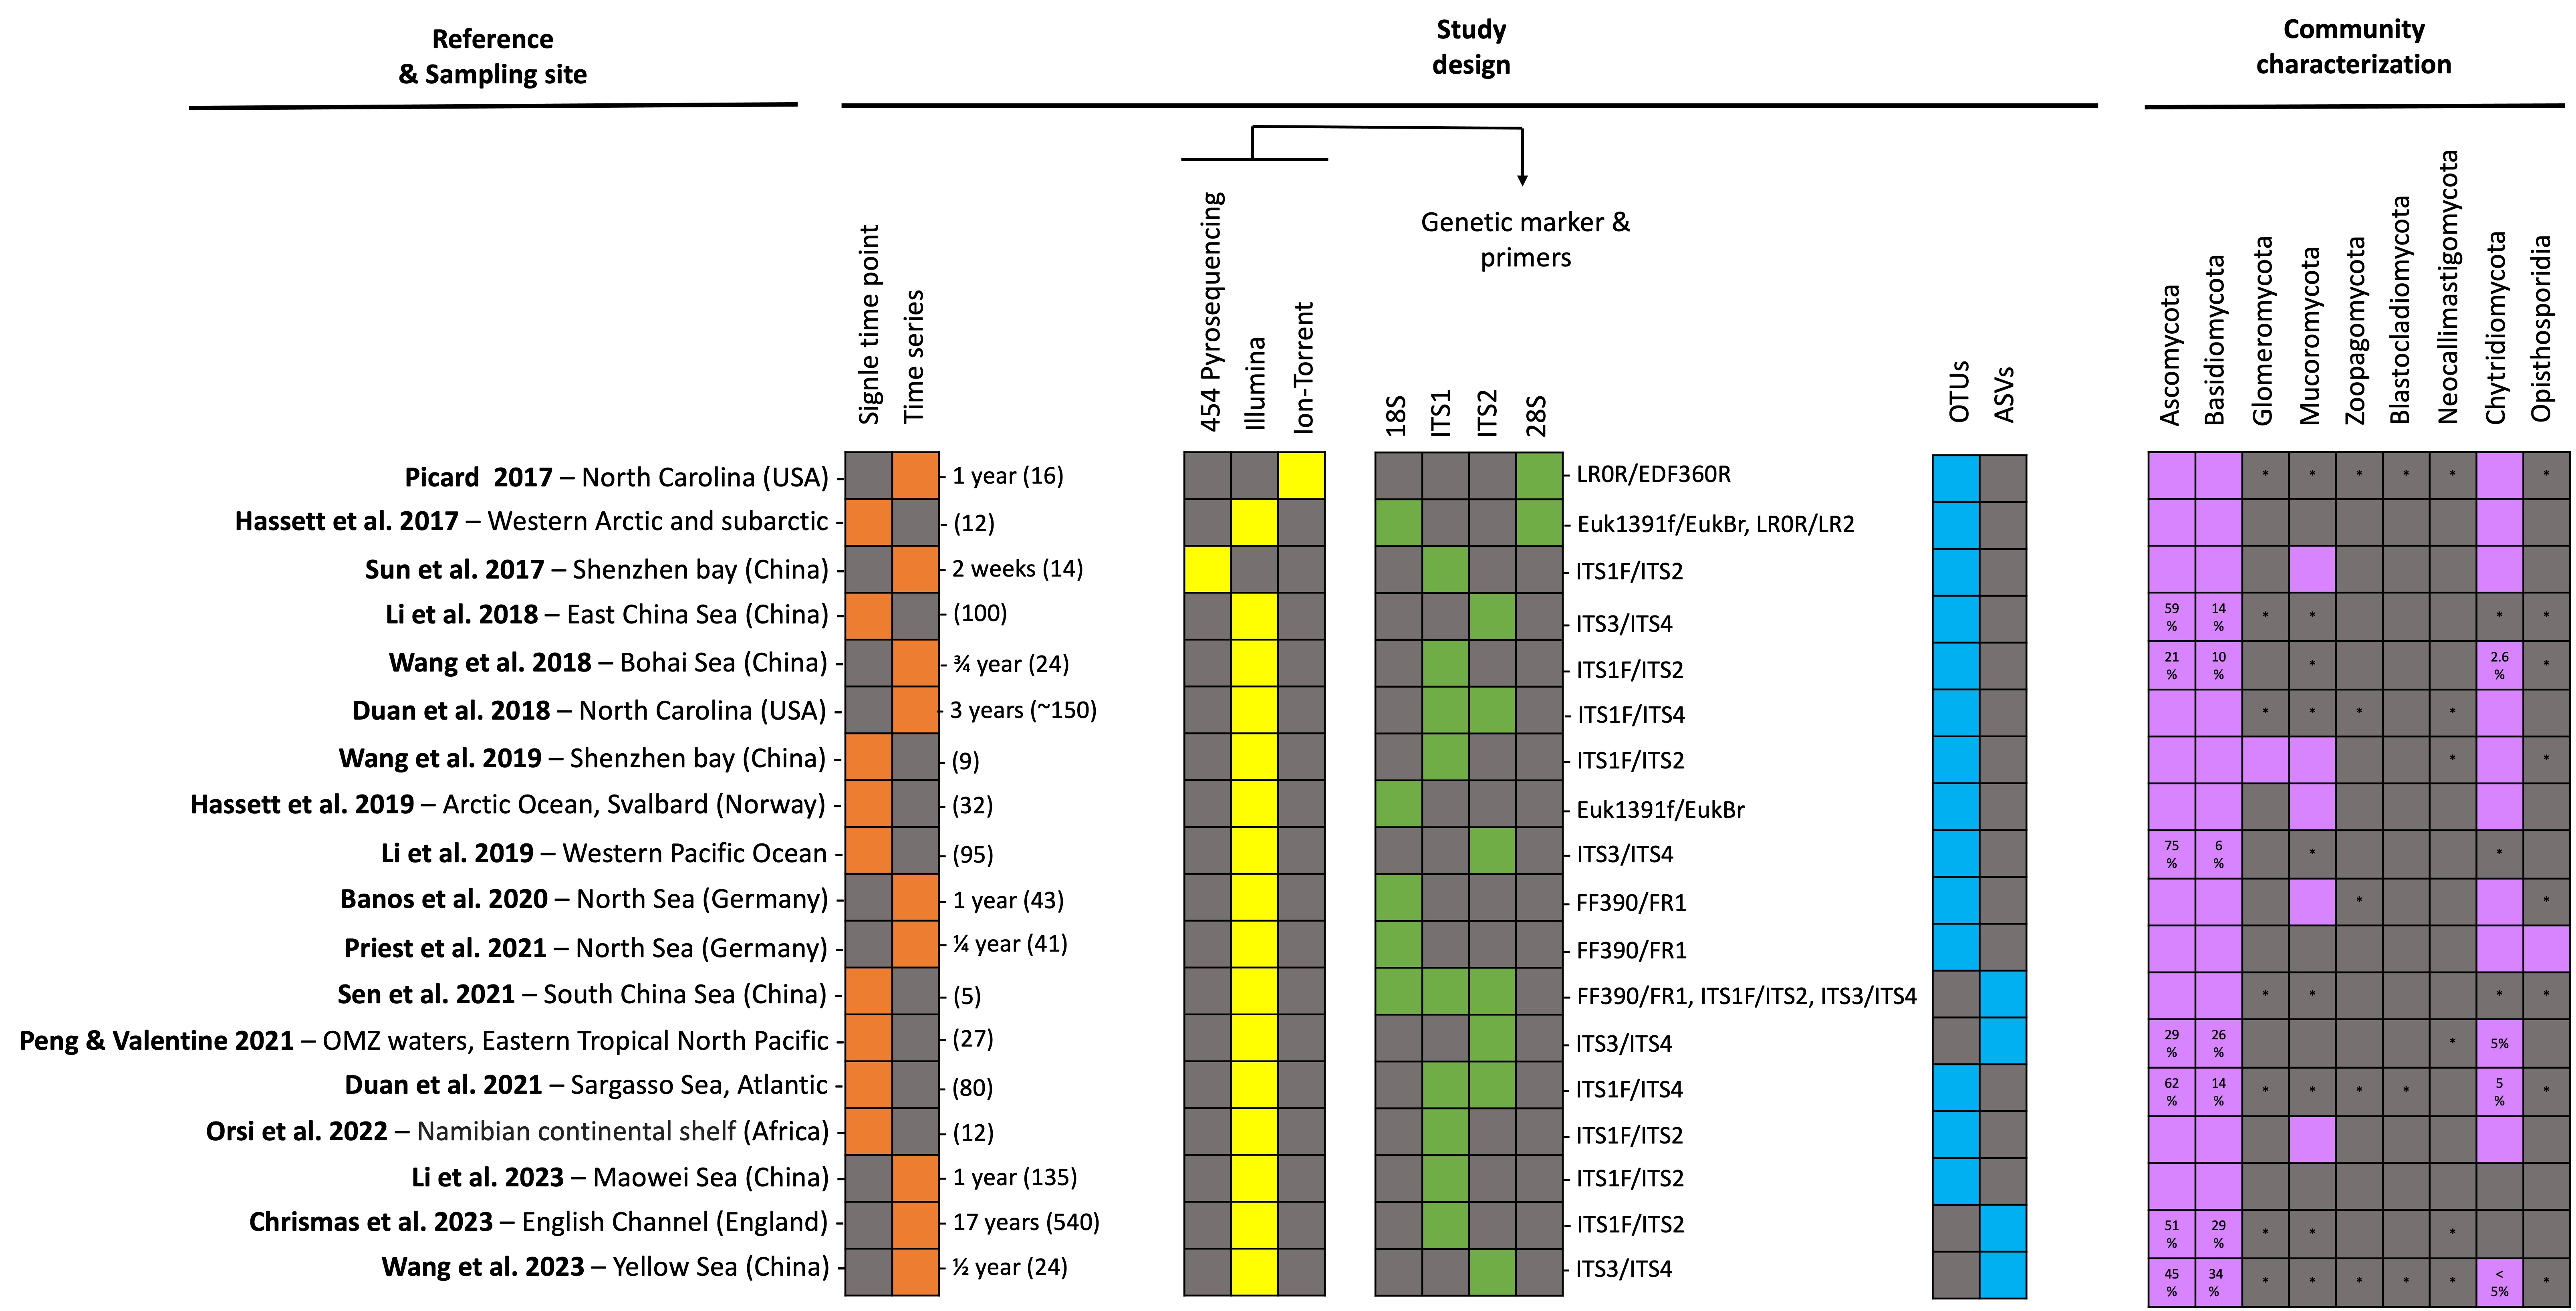 Reference
& Sampling site
Study
design
Community
characterization
Genetic marker &
primers
Signle time point
Time series
454 Pyrosequencing
Illumina
Ion-Torrent
18S
ITS1
ITS2
28S
OTUs
ASVs
Ascomycota
Basidiomycota
Glomeromycota
Mucoromycota
Zoopagomycota
Blastocladiomycota
Neocallimastigomycota
Chytridiomycota
Opisthosporidia
Picard 2017 – North Carolina (USA) - 1 year (16) - LR0R/EDF360R * * * * * *
Hassett et al. 2017 – Western Arctic and subarctic - (12) - Euk1391f/EukBr, LR0R/LR2
Sun et al. 2017 – Shenzhen bay (China) - 2 weeks (14) - ITS1F/ITS2
Li et al. 2018 – East China Sea (China) - (100) - ITS3/ITS4 59 % 14 % * * * *
Wang et al. 2018 – Bohai Sea (China) - ¾ year (24) - ITS1F/ITS2 21 % 10 % * 2.6 % *
Duan et al. 2018 – North Carolina (USA) - 3 years (~150) - ITS1F/ITS4 * * * *
Wang et al. 2019 – Shenzhen bay (China) - (9) - ITS1F/ITS2 * *
Hassett et al. 2019 – Arctic Ocean, Svalbard (Norway) - (32) - Euk1391f/EukBr
Li et al. 2019 – Western Pacific Ocean - (95) - ITS3/ITS4 75 % 6 % * *
Banos et al. 2020 – North Sea (Germany) - 1 year (43) - FF390/FR1 * *
Priest et al. 2021 – North Sea (Germany) - ¼ year (41) - FF390/FR1
Sen et al. 2021 – South China Sea (China) - (5) - FF390/FR1, ITS1F/ITS2, ITS3/ITS4 * * * *
Peng & Valentine 2021 – OMZ waters, Eastern Tropical North Pacific - (27) - ITS3/ITS4 29 % 26 % * 5%
Duan et al. 2021 – Sargasso Sea, Atlantic - (80) - ITS1F/ITS4 62 % 14 % * * * * 5 % *
Orsi et al. 2022 – Namibian continental shelf (Africa) - (12) - ITS1F/ITS2
Li et al. 2023 – Maowei Sea (China) - 1 year (135) - ITS1F/ITS2
Chrismas et al. 2023 – English Channel (England) - 17 years (540) - ITS1F/ITS2 51 % 29 % * * *
Wang et al. 2023 – Yellow Sea (China) - ½ year (24) - ITS3/ITS4 45 % 34 % * * * * * < 5% *